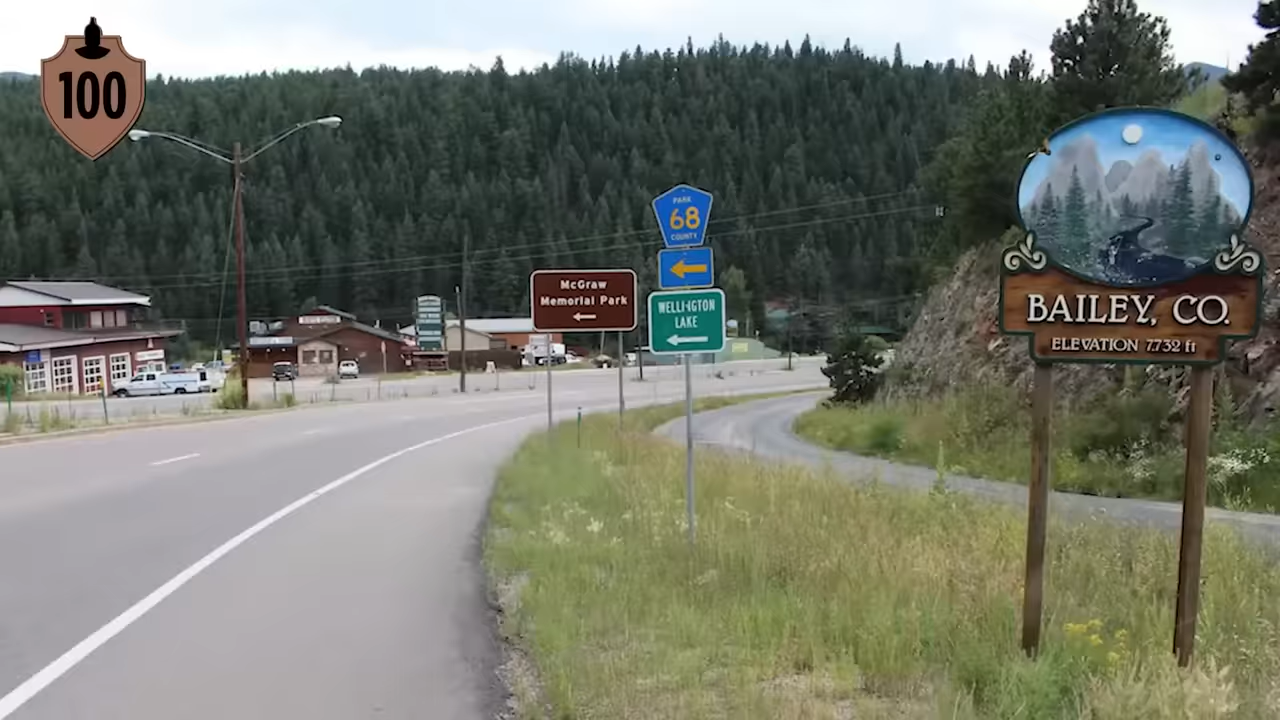 100
PARK
68
COUNTY
McGraw
Memorial Park
WELLINGTON
LAKE
BAILEY, CO.
ELEVATION 7,732 ft